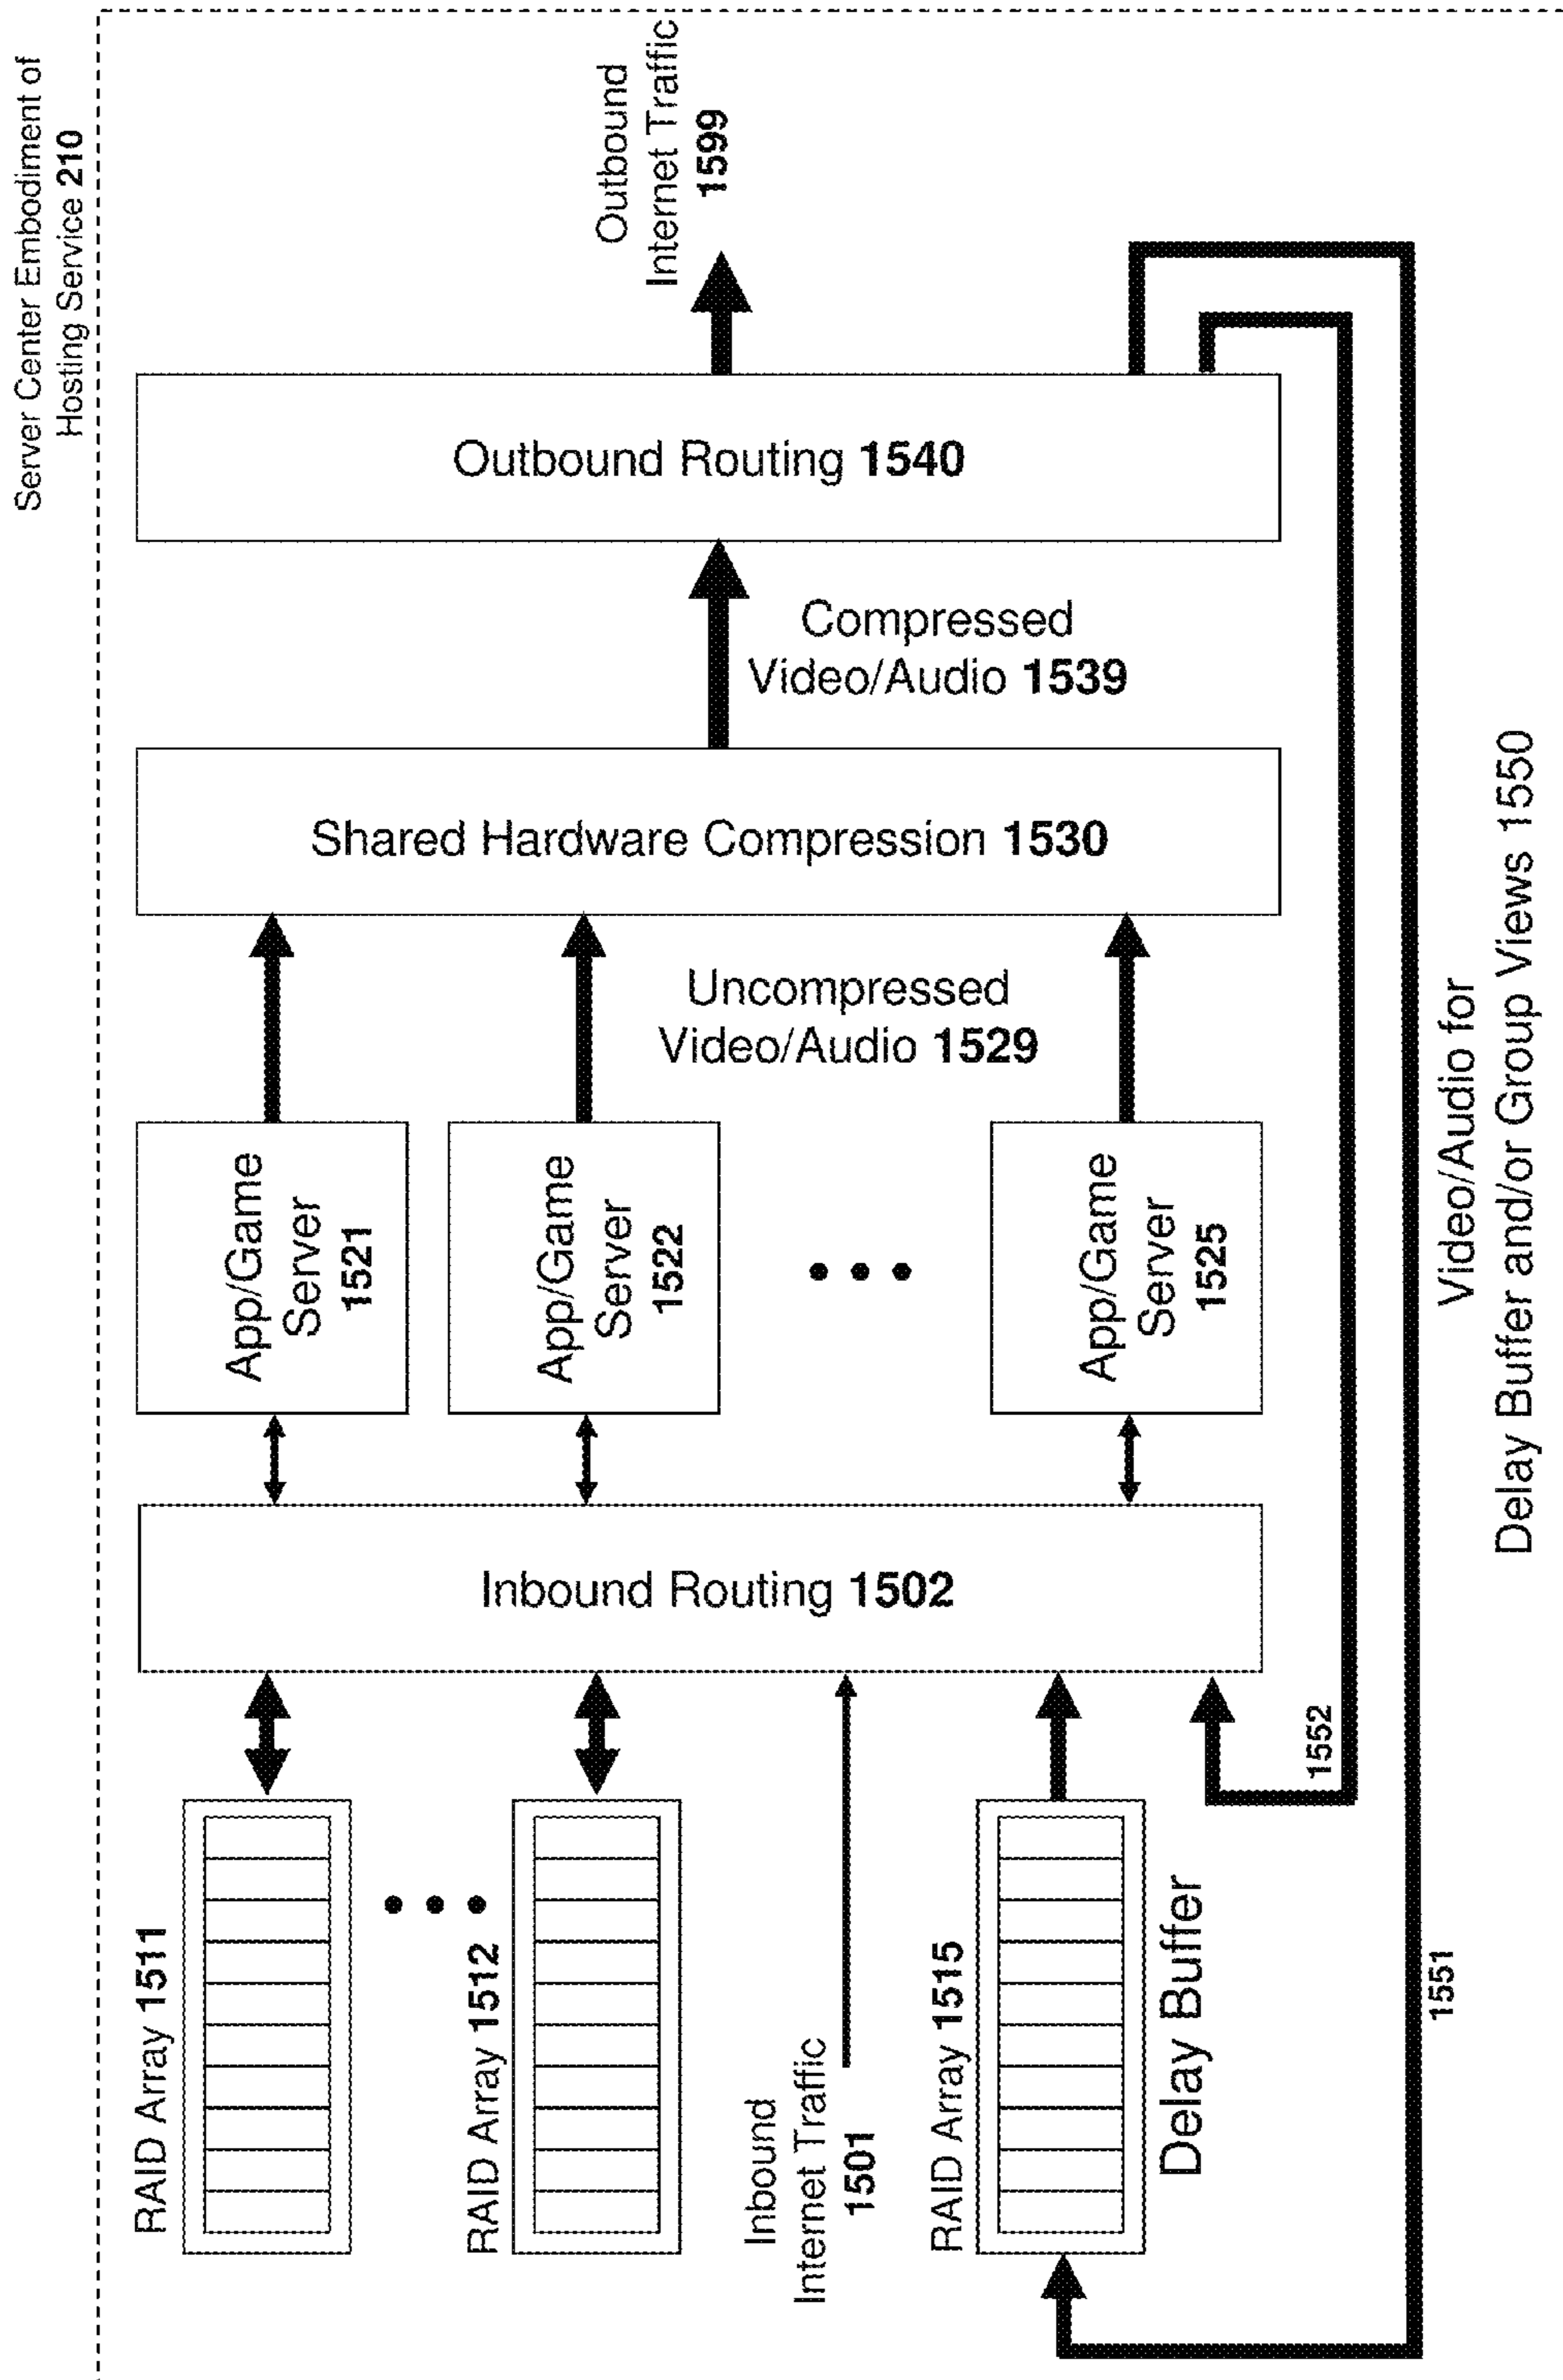 Server Center Embodiment of
Hosting Service 210
RAID Array 1511
RAID Array 1512
Inbound
Internet Traffic
1501
RAID Array 1515
Delay Buffer
Inbound Routing 1502
App/Game
Server
1521
App/Game
Server
1522
App/Game
Server
1525
Uncompressed
Video/Audio 1529
Shared Hardware Compression 1530
Compressed
Video/Audio 1539
Outbound Routing 1540
Outbound
Internet Traffic
1599
1552
1551
Video/Audio for
Delay Buffer and/or Group Views 1550